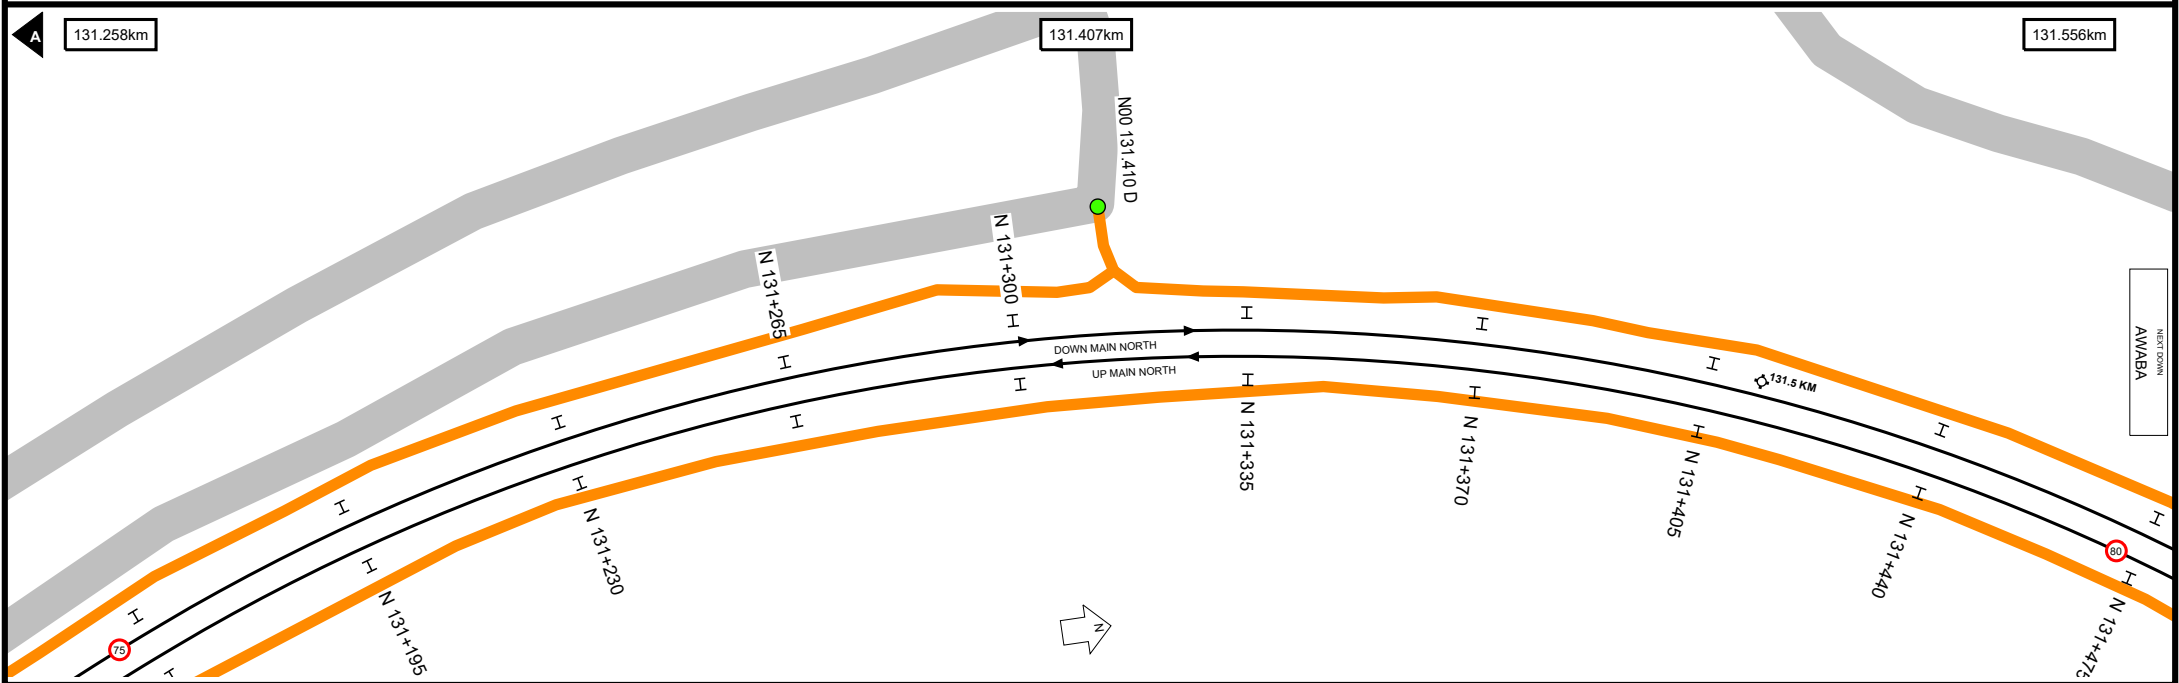 A
131.258km
131.407km
131.556km
N00 131.410 D
N 131+300
N 131+265
DOWN MAIN NORTH
UP MAIN NORTH
131.5 KM
NEXT DOWN
AWABA
N 131+335
N 131+370
N 131+405
N 131+440
N 131+475
N 131+230
N 131+195
80
75
N